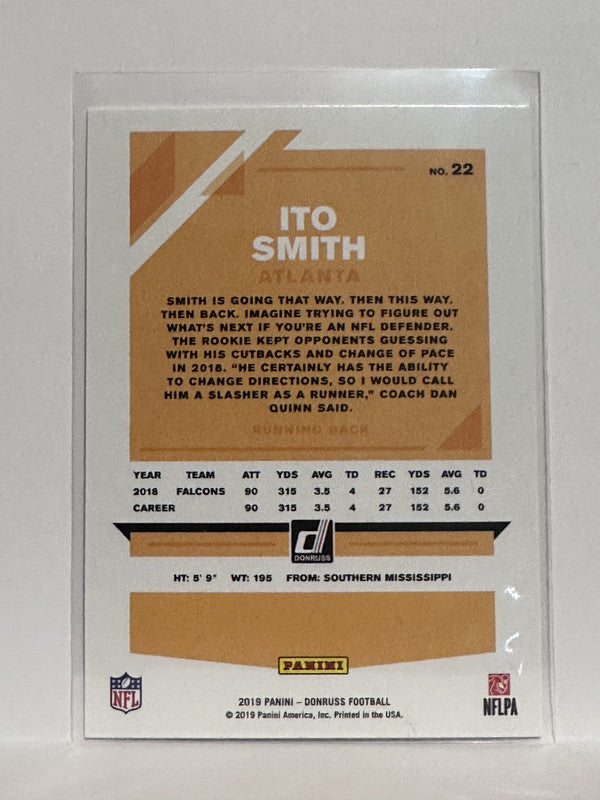 NO. 22
ITO
SMITH
ATLANTA
SMITH IS GOING THAT WAY. THEN THIS WAY.
THEN BACK. IMAGINE TRYING TO FIGURE OUT
WHAT'S NEXT IF YOU'RE AN NFL DEFENDER.
THE ROOKIE KEPT OPPONENTS GUESSING
WITH HIS CUTBACKS AND CHANGE OF PACE
IN 2018. "HE CERTAINLY HAS THE ABILITY
TO CHANGE DIRECTIONS, SO I WOULD CALL
HIM A SLASHER AS A RUNNER," COACH DAN
QUINN SAID.
RUNNING BACK
YEAR TEAM ATT YDS AVG TD REC YDS AVG TD
2018 FALCONS 90 315 3.5 4 27 152 5.6 0
CAREER 90 315 3.5 4 27 152 5.6 0
d
DONRUSS
HT: 5' 9" WT: 195 FROM: SOUTHERN MISSISSIPPI
PANINI
NFL
2019 PANINI – DONRUSS FOOTBALL
© 2019 Panini America, Inc. Printed in the USA.
NFLPA